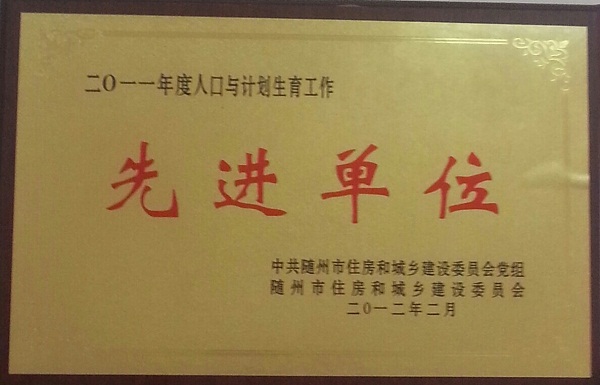 二〇一一年度人口与计划生育工作
先进单位
中共随州市住房和城乡建设委员会党组
随州市住房和城乡建设委员会
二〇一二年二月